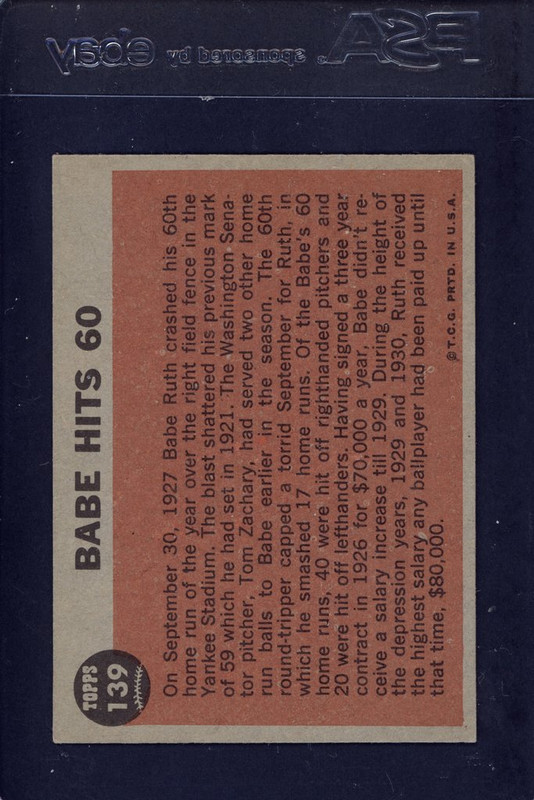 sponsored by ebay
TOPPS
139
BABE HITS 60
On September 30, 1927 Babe Ruth crashed his 60th
home run of the year over the right field fence in the
Yankee Stadium. The blast shattered his previous mark
of 59 which he had set in 1921. The Washington Sena-
tor pitcher, Tom Zachary, had served two other home
run balls to Babe earlier in the season. The 60th
round-tripper capped a torrid September for Ruth, in
which he smashed 17 home runs. Of the Babe's 60
home runs, 40 were hit off righthanded pitchers and
20 were hit off lefthanders. Having signed a three year
contract in 1926 for $70,000 a year, Babe didn't re-
ceive a salary increase till 1929. During the height of
the depression years, 1929 and 1930, Ruth received
the highest salary any ballplayer had been paid up until
that time, $80,000.
© T.C.G. PRTD. IN U.S.A.